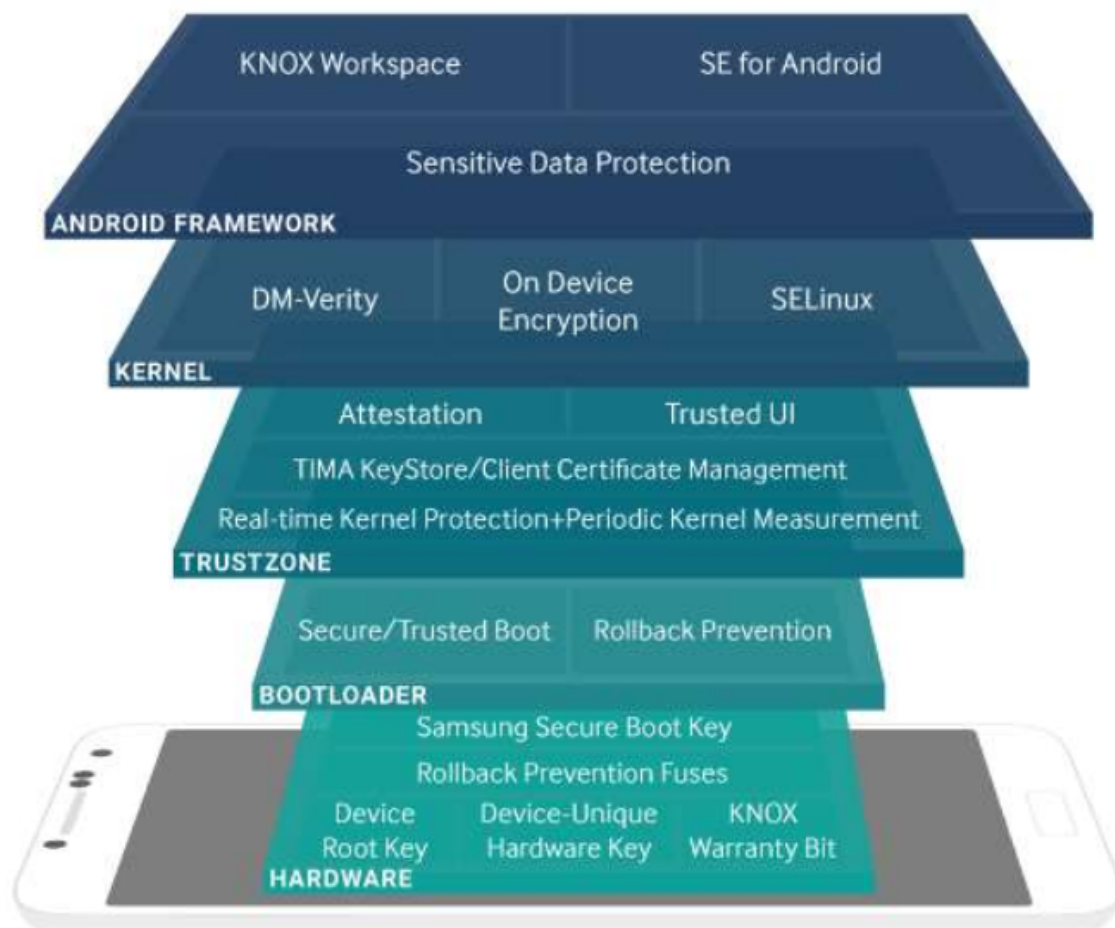 KNOX Workspace
SE for Android
Sensitive Data Protection
ANDROID FRAMEWORK
DM-Verity
On Device
Encryption
SELinux
KERNEL
Attestation
Trusted UI
TIMA KeyStore/Client Certificate Management
Real-time Kernel Protection+Periodic Kernel Measurement
TRUSTZONE
Secure/Trusted Boot
Rollback Prevention
BOOTLOADER
Samsung Secure Boot Key
Rollback Prevention Fuses
Device
Root Key
Device-Unique
Hardware Key
KNOX
Warranty Bit
HARDWARE